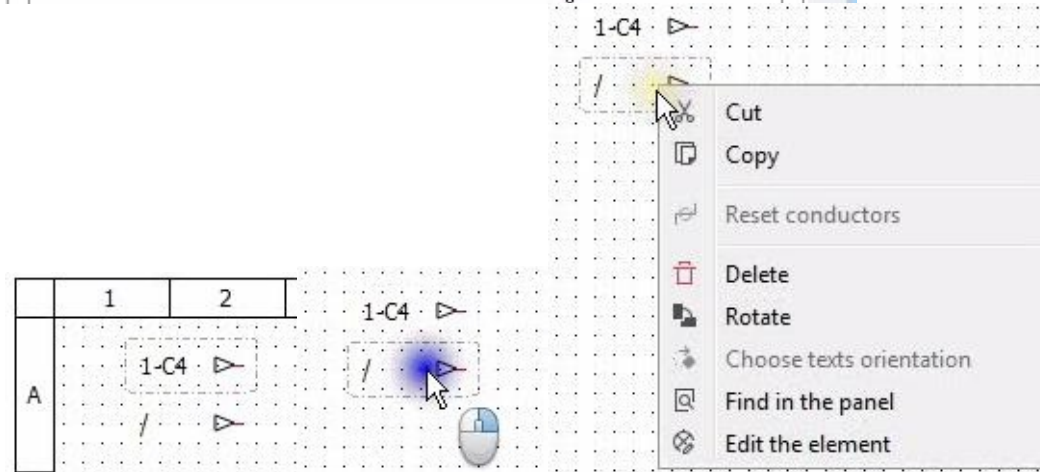 1-C4
/
Cut
Copy
Reset conductors
Delete
Rotate
Choose texts orientation
Find in the panel
Edit the element
1 2
A
1-C4
/
1-C4
/